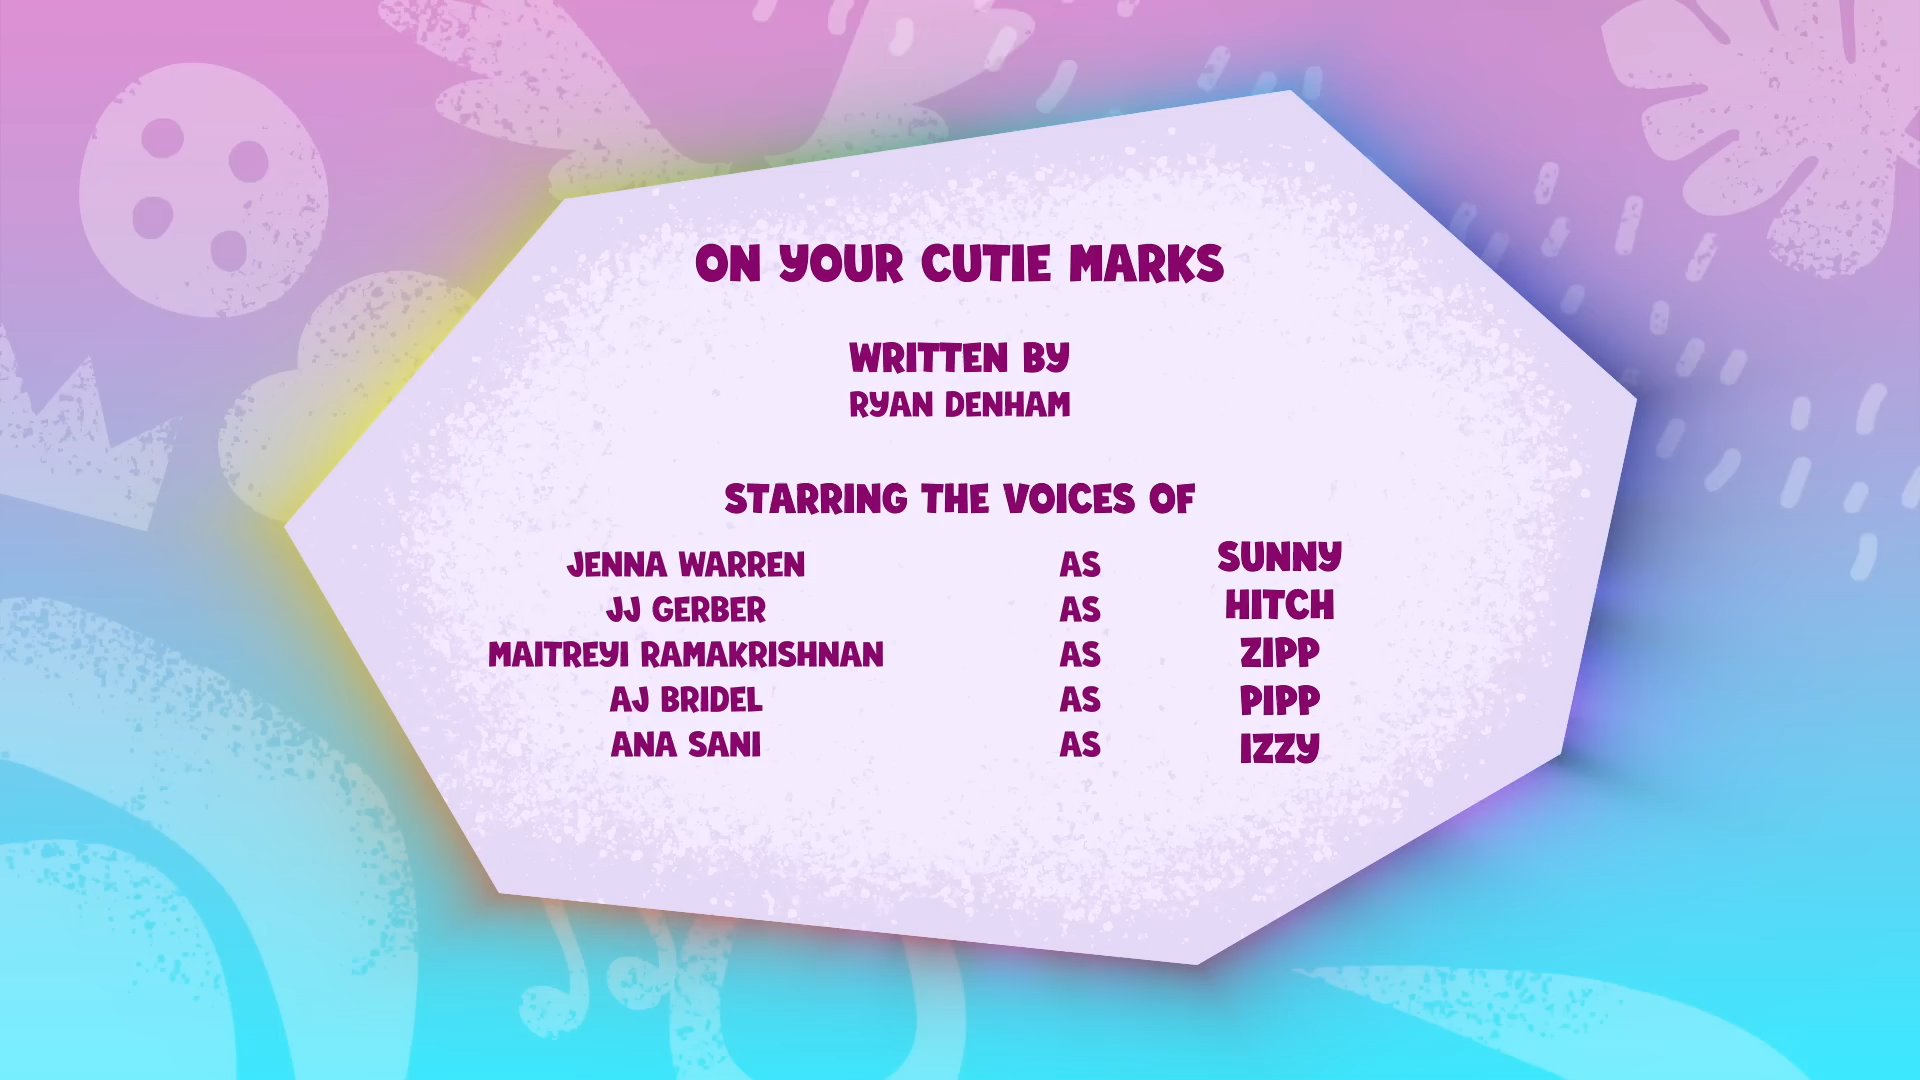 ON YOUR CUTIE MARKS
WRITTEN BY
RYAN DENHAM
STARRING THE VOICES OF
JENNA WARREN AS SUNNY
JJ GERBER AS HITCH
MAITREYI RAMAKRISHNAN AS ZIPP
AJ BRIDEL AS PIPP
ANA SANI AS IZZY